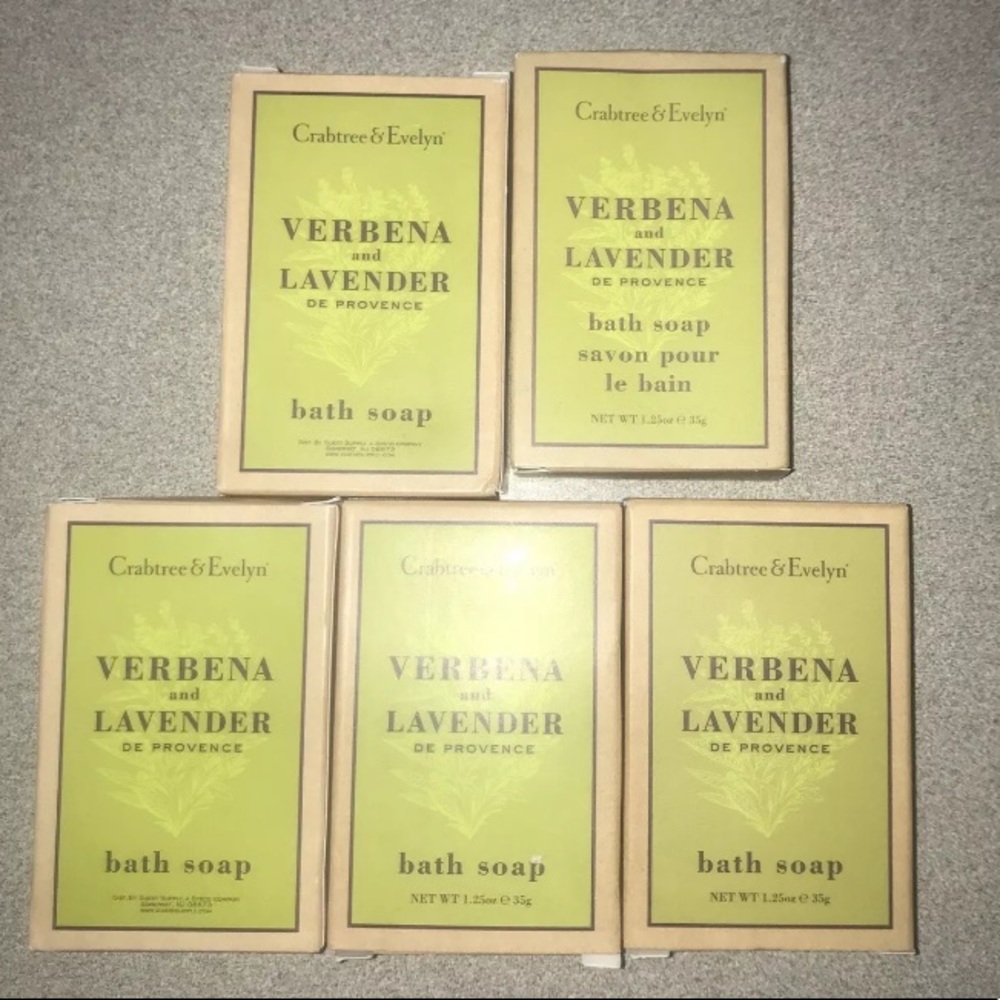 Crabtree & Evelyn
VERBENA
and
LAVENDER
DE PROVENCE
bath soap
Crabtree & Evelyn
VERBENA
and
LAVENDER
DE PROVENCE
bath soap
savon pour
le bain
NET WT 1.25oz ℮ 35g
Crabtree & Evelyn
VERBENA
and
LAVENDER
DE PROVENCE
bath soap
Crabtree & Evelyn
VERBENA
and
LAVENDER
DE PROVENCE
bath soap
NET WT 1.25oz ℮ 35g
Crabtree & Evelyn
VERBENA
and
LAVENDER
DE PROVENCE
bath soap
NET WT 1.25oz ℮ 35g